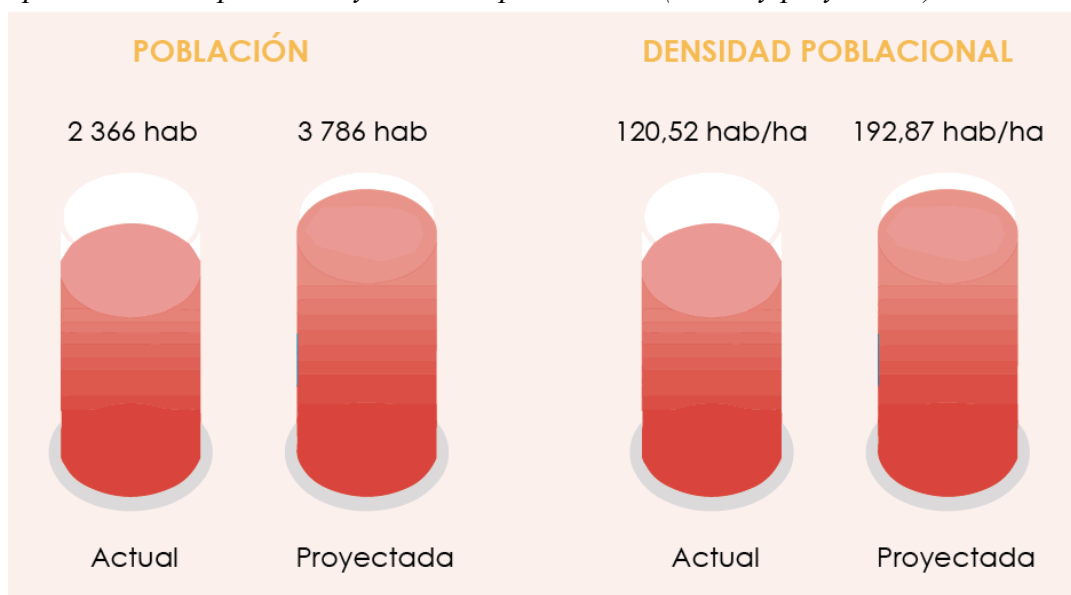 POBLACIÓN
DENSIDAD POBLACIONAL
2 366 hab
3 786 hab
120,52 hab/ha
192,87 hab/ha
Actual
Proyectada
Actual
Proyectada